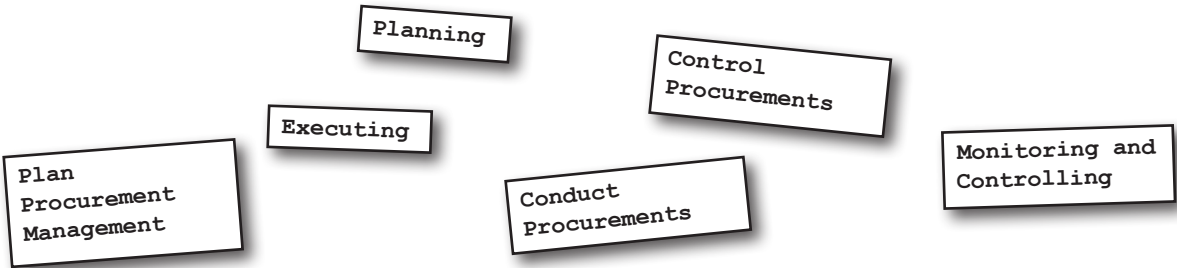 Planning
Control
Procurements
Executing
Monitoring and
Controlling
Plan
Procurement
Management
Conduct
Procurements